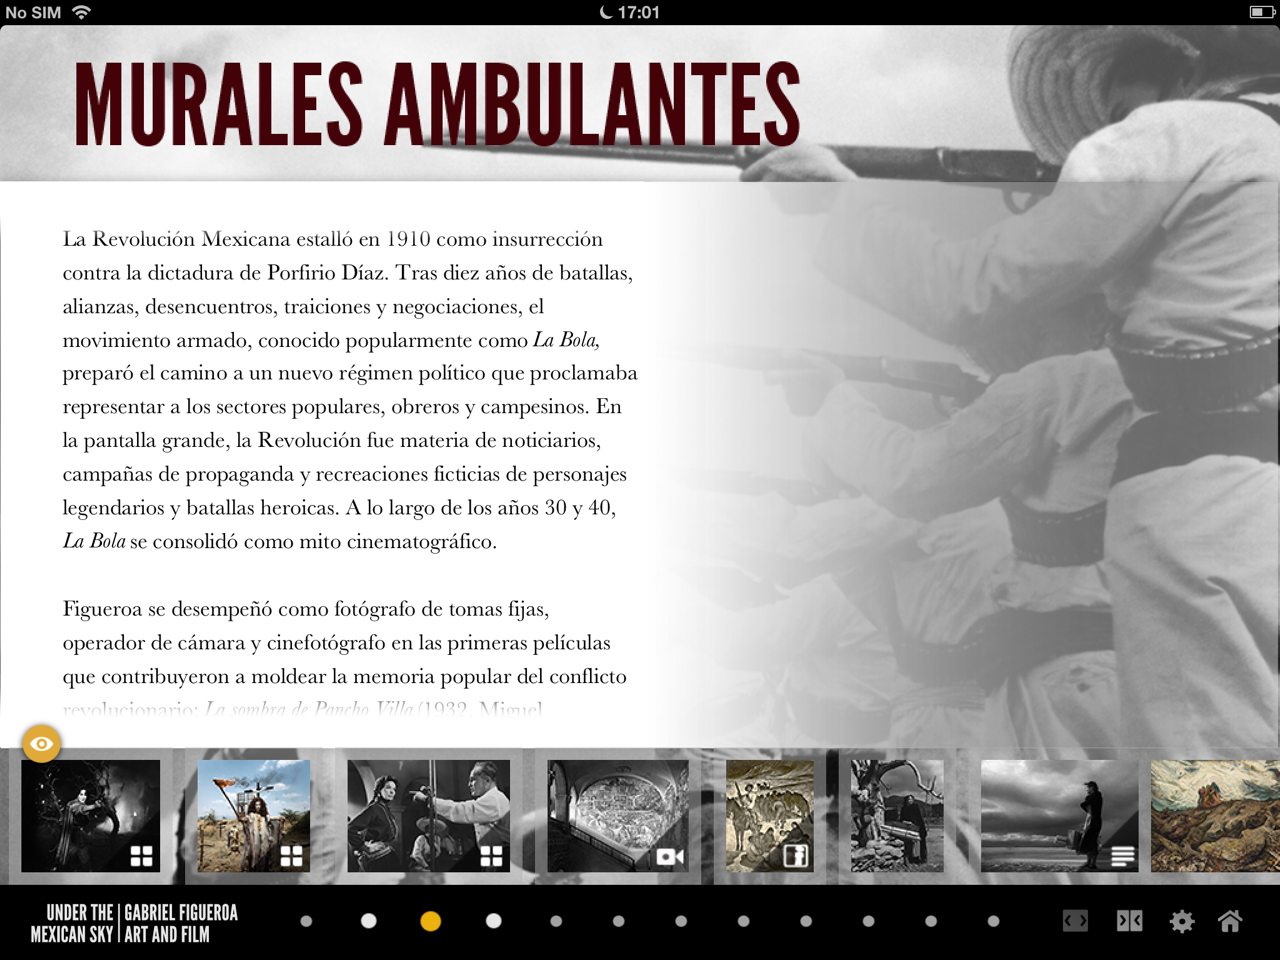 No SIM 17:01
MURALES AMBULANTES
La Revolución Mexicana estalló en 1910 como insurrección
contra la dictadura de Porfirio Díaz. Tras diez años de batallas,
alianzas, desencuentros, traiciones y negociaciones, el
movimiento armado, conocido popularmente como La Bola,
preparó el camino a un nuevo régimen político que proclamaba
representar a los sectores populares, obreros y campesinos. En
la pantalla grande, la Revolución fue materia de noticiarios,
campañas de propaganda y recreaciones ficticias de personajes
legendarios y batallas heroicas. A lo largo de los años 30 y 40,
La Bola se consolidó como mito cinematográfico.
Figueroa se desempeñó como fotógrafo de tomas fijas,
operador de cámara y cinefotógrafo en las primeras películas
que contribuyeron a moldear la memoria popular del conflicto
revolucionario: La sombra de Pancho Villa (1932, Miguel
UNDER THE | GABRIEL FIGUEROA
MEXICAN SKY | ART AND FILM